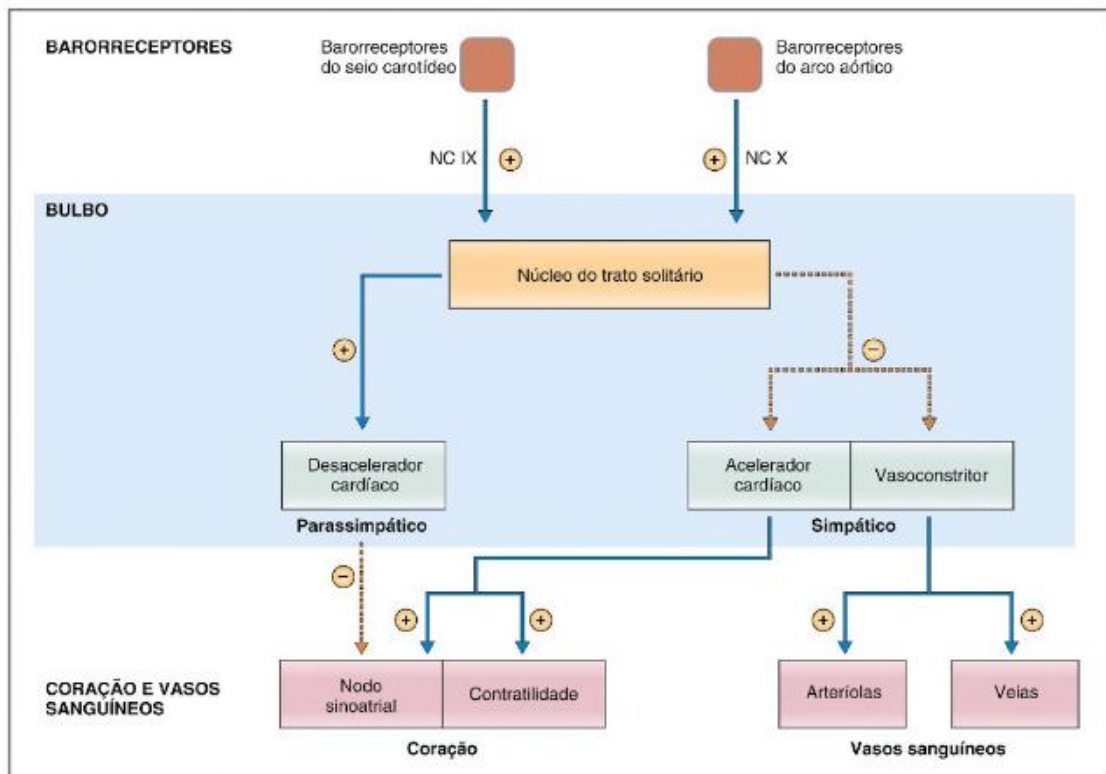 BARORRECEPTORES
Barorreceptores
do seio carotídeo
Barorreceptores
do arco aórtico
NC IX
+
+
NC X
BULBO
Núcleo do trato solitário
+
−
Desacelerador
cardíaco
Acelerador
cardíaco
Vasoconstritor
Parassimpático
Simpático
−
+
+
+
+
CORAÇÃO E VASOS
SANGUÍNEOS
Nodo
sinoatrial
Contratilidade
Arteríolas
Veias
Coração
Vasos sanguíneos